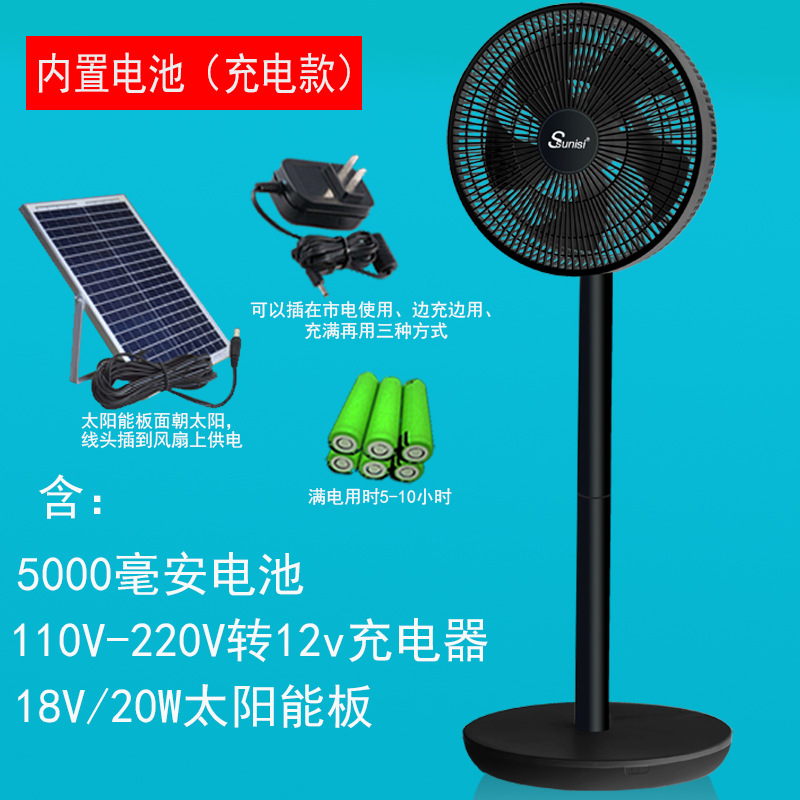 内置电池（充电款）
Ssunisi®
可以插在市电使用、边充边用、
充满再用三种方式
太阳能板面朝太阳，
线头插到风扇上供电
满电用时5-10小时
含：
5000毫安电池
110V-220V转12v充电器
18V/20W太阳能板